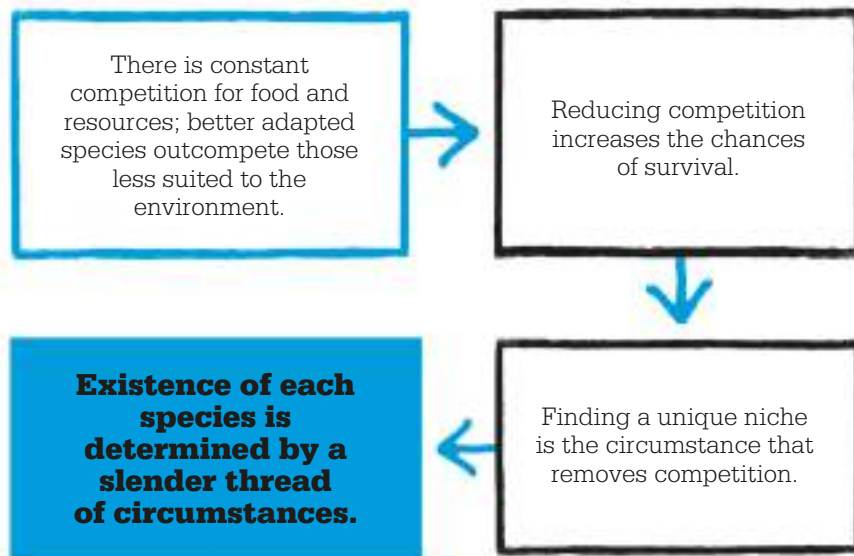 There is constant
competition for food and
resources; better adapted
species outcompete those
less suited to the
environment.
Reducing competition
increases the chances
of survival.
Finding a unique niche
is the circumstance that
removes competition.
Existence of each
species is
determined by a
slender thread
of circumstances.